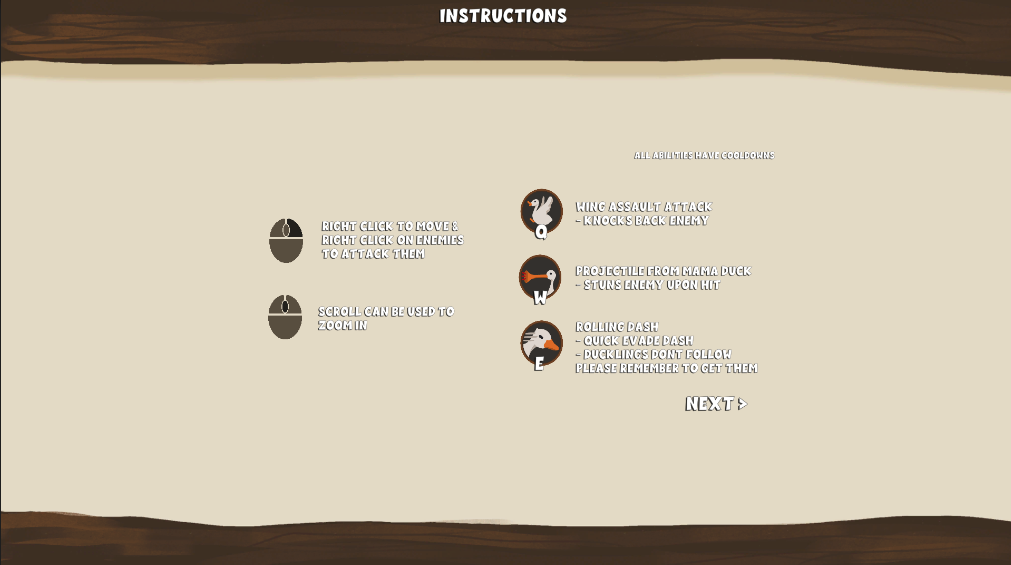 INSTRUCTIONS
ALL ABILITIES HAVE COOLDOWNS
RIGHT CLICK TO MOVE &
RIGHT CLICK ON ENEMIES
TO ATTACK THEM
SCROLL CAN BE USED TO
ZOOM IN
Q
WING ASSAULT ATTACK
- KNOCKS BACK ENEMY
W
PROJECTILE FROM MAMA DUCK
- STUNS ENEMY UPON HIT
E
ROLLING DASH
- QUICK EVADE DASH
- DUCKLINGS DON'T FOLLOW
PLEASE REMEMBER TO GET THEM
NEXT >